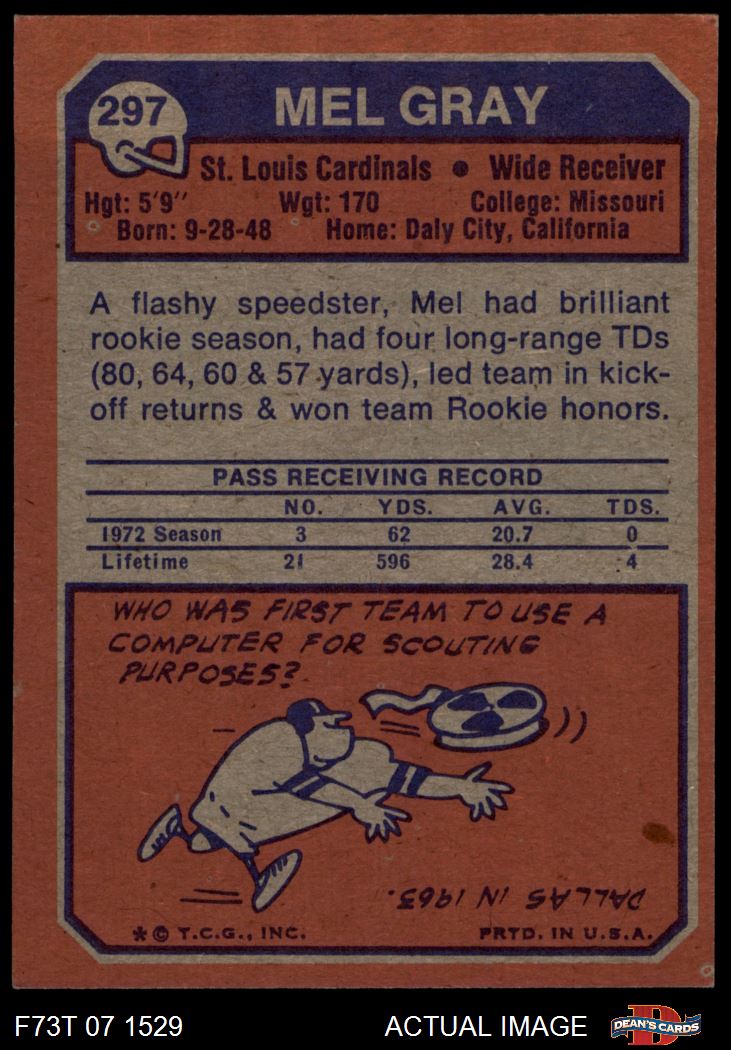 297
MEL GRAY
St. Louis Cardinals • Wide Receiver
Hgt: 5'9" Wgt: 170 College: Missouri
Born: 9-28-48 Home: Daly City, California
A flashy speedster, Mel had brilliant
rookie season, had four long-range TDs
(80, 64, 60 & 57 yards), led team in kick-
off returns & won team Rookie honors.
PASS RECEIVING RECORD
NO. YDS. AVG. TDS.
1972 Season 3 62 20.7 0
Lifetime 21 596 28.4 4
WHO WAS FIRST TEAM TO USE A
COMPUTER FOR SCOUTING
PURPOSES?
DALLAS IN 1963.
* © T.C.G., INC. PRTD. IN U.S.A.
F73T 07 1529 ACTUAL IMAGE
DEAN'S CARDS